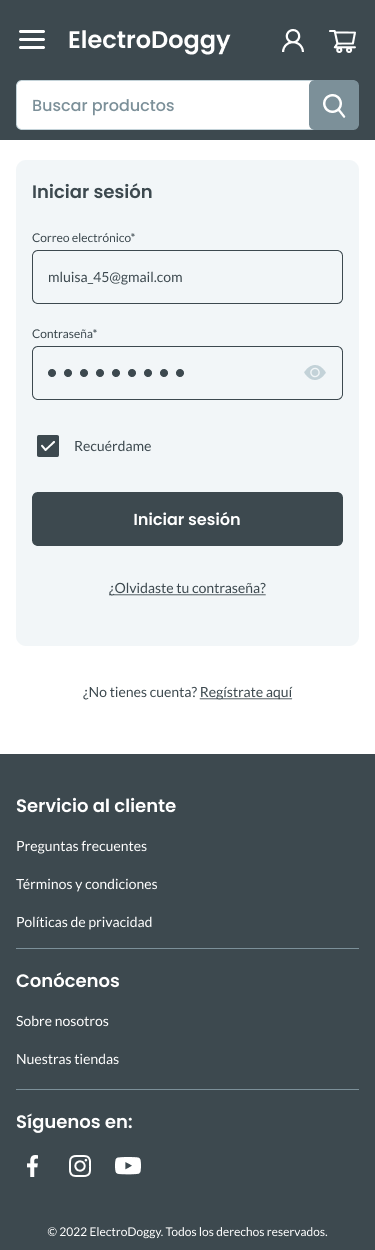 ElectroDoggy
Buscar productos
Iniciar sesión
Correo electrónico*
mluisa_45@gmail.com
Contraseña*
Recuérdame
Iniciar sesión
¿Olvidaste tu contraseña?
¿No tienes cuenta? Regístrate aquí
Servicio al cliente
Preguntas frecuentes
Términos y condiciones
Políticas de privacidad
Conócenos
Sobre nosotros
Nuestras tiendas
Síguenos en:
© 2022 ElectroDoggy. Todos los derechos reservados.